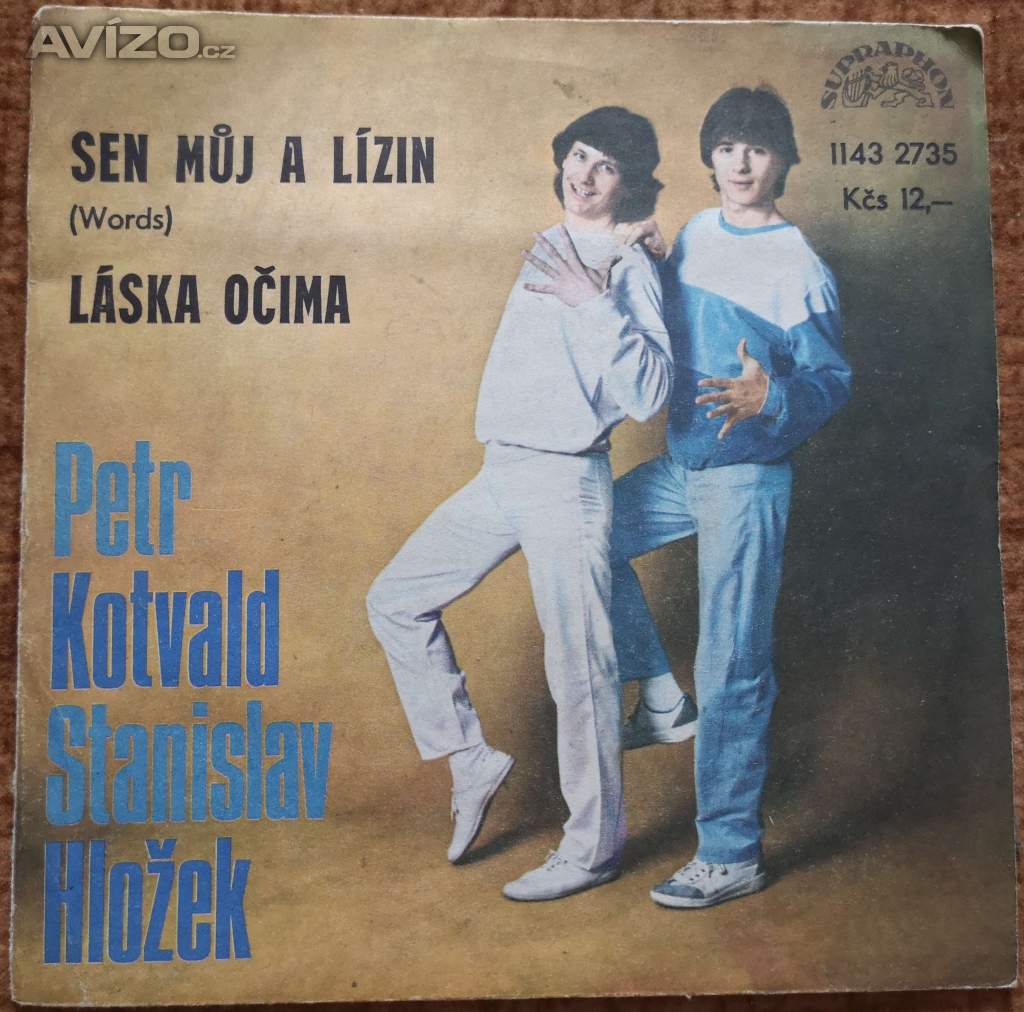 AVÍZO.cz
SUPRAPHON
1143 2735
Kčs 12,—
SEN MŮJ A LÍZIN
(Words)
LÁSKA OČIMA
Petr
Kotvald
Stanislav
Hložek